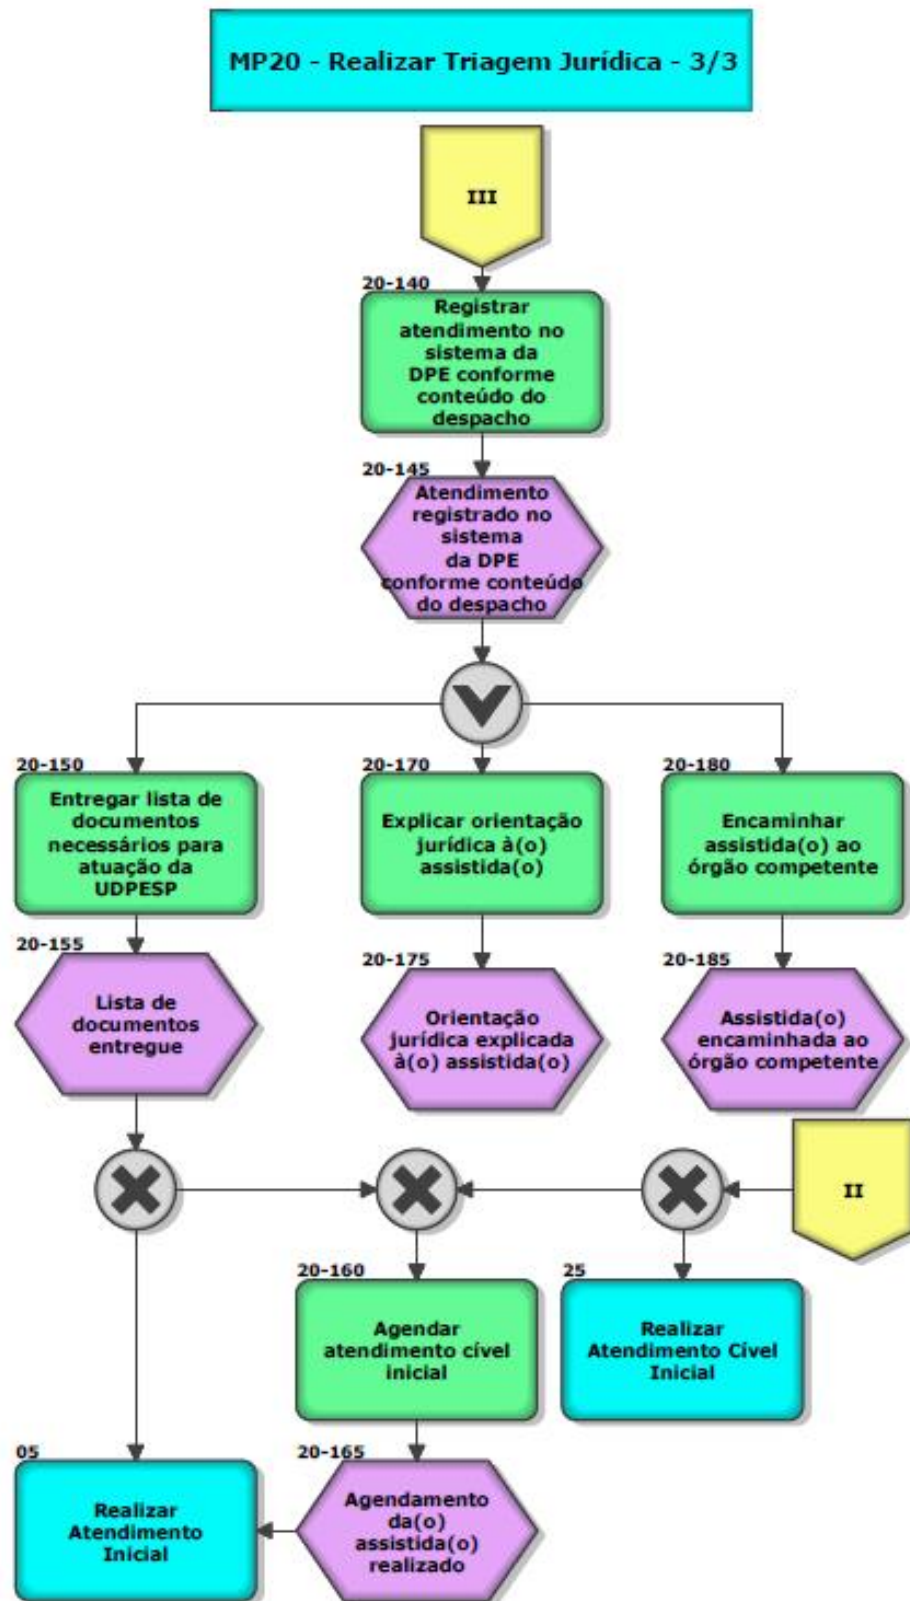 MP20 - Realizar Triagem Jurídica - 3/3
III
20-140
Registrar
atendimento no
sistema da
DPE conforme
conteúdo do
despacho
20-145
Atendimento
registrado no
sistema
da DPE
conforme conteúdo
do despacho
20-150
Entregar lista de
documentos
necessários para
atuação da
UDPESP
20-170
Explicar orientação
jurídica à(o)
assistida(o)
20-180
Encaminhar
assistida(o) ao
órgão competente
20-155
Lista de
documentos
entregue
20-175
Orientação
jurídica explicada
à(o) assistida(o)
20-185
Assistida(o)
encaminhada ao
órgão competente
II
20-160
Agendar
atendimento cível
inicial
25
Realizar
Atendimento Cível
Inicial
05
Realizar
Atendimento
Inicial
20-165
Agendamento
da(o)
assistida(o)
realizado